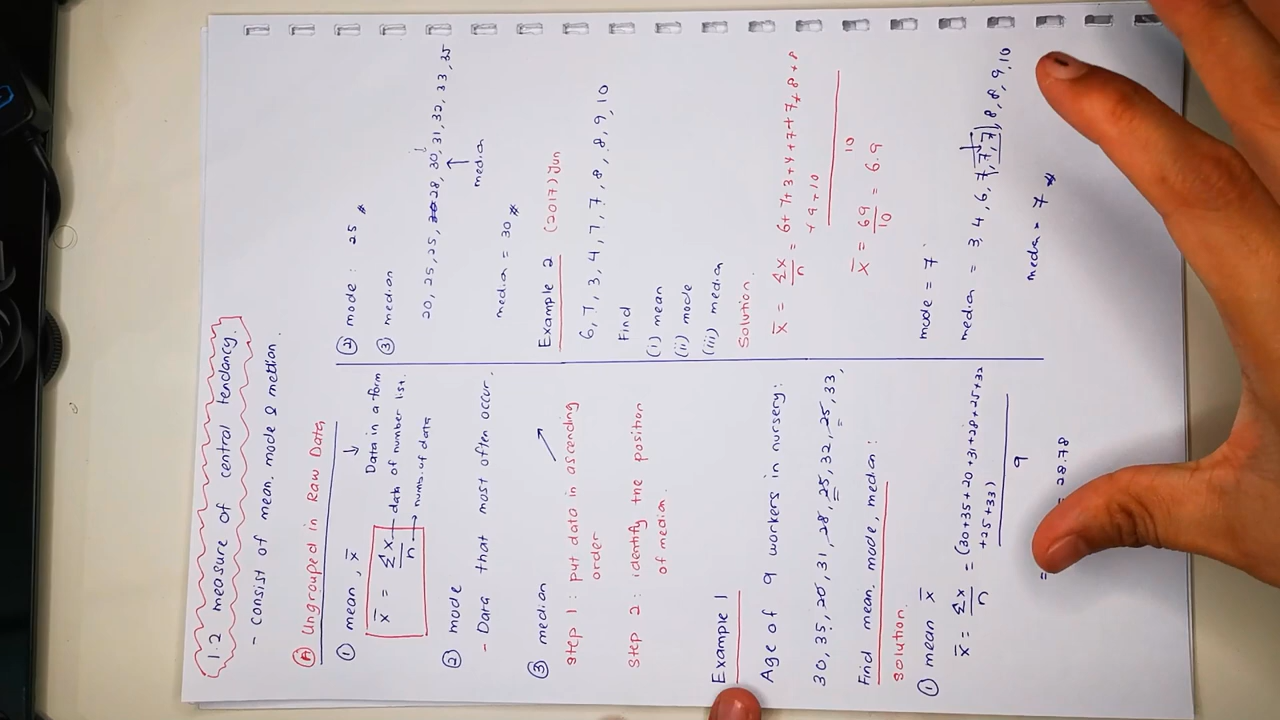 1.2 measure of central tendancy.
- consist of mean, mode & median.
A Ungrouped in Raw Data
① mean, x̄
↓
Data in a form of number list.
x̄ = Σx / n
→ data
→ numb. of data
② mode
- Data that most often occur.
③ median
step 1 : put data in ascending order
step 2 : identify the position of median.
Example 1
Age of 9 workers in nursery:
30, 35, 20, 31, 28, 25, 32, 25, 33,
Find mean, mode, median:
solution.
① mean x̄
x̄ = Σx / n = (30+35+20+31+28+25+32
+25+33)
9
= 28.78
② mode : 25
③ median
20, 25, 25, 28, 30, 31, 32, 33, 35
↑
median
median = 30
Example 2 (2017) Jun
6, 7, 3, 4, 7, 7, 8, 8, 9, 10
Find
(i) mean
(ii) mode
(iii) median
Solution.
x̄ = Σx / n = 6+7+3+4+7+7+8+8
+9+10
10
x̄ = 69 / 10 = 6.9
mode = 7
median = 3, 4, 6, 7, 7, 7, 8, 8, 9, 10
meda = 7